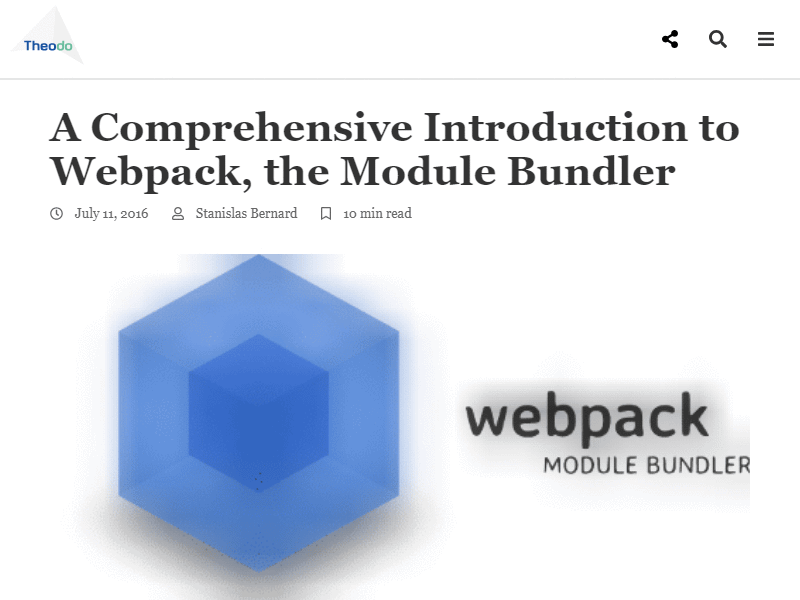 Theodo
A Comprehensive Introduction to
Webpack, the Module Bundler
July 11, 2016 Stanislas Bernard 10 min read
webpack
MODULE BUNDLER